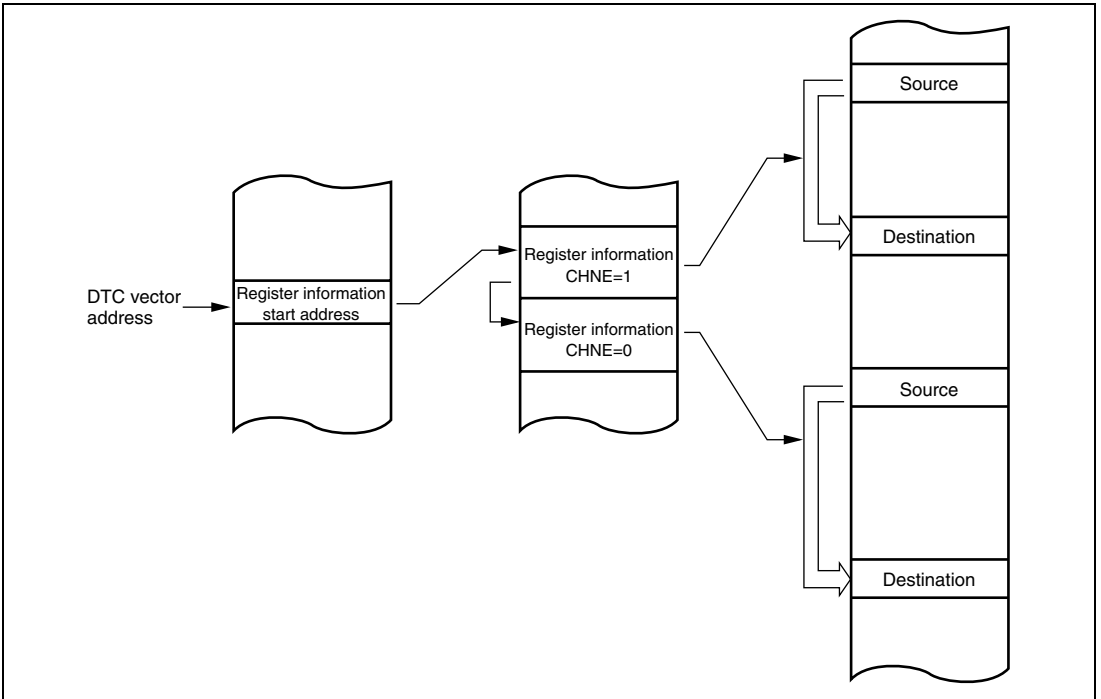 DTC vector
address
Register information
start address
Register information
CHNE=1
Register information
CHNE=0
Source
Destination
Source
Destination